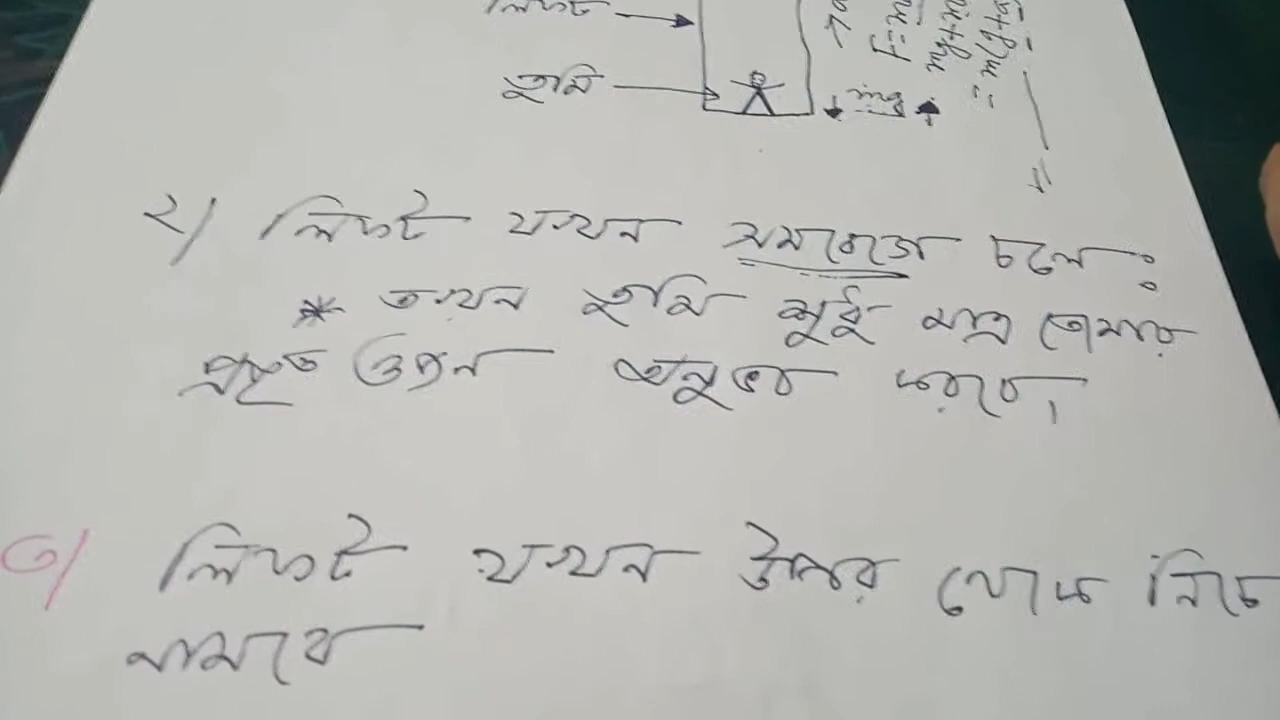 লিফট
তুমি
২) লিফট যখন সমবেগে চলে:
* তখন তুমি শুধু মাত্র তোমার
প্রকৃত ওজন অনুভব করবে।
৩) লিফট যখন উপর থেকে নিচে
নামবে